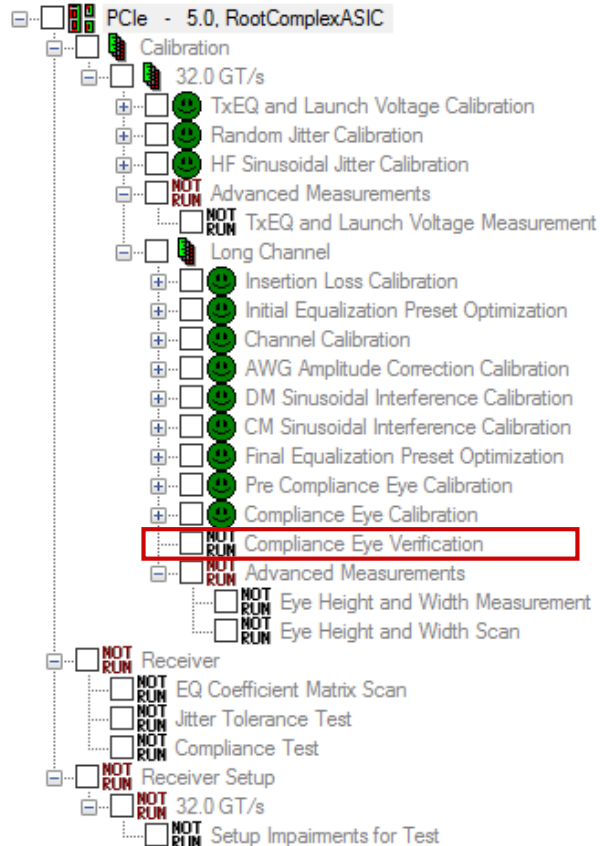 PCIe - 5.0, RootComplexASIC
Calibration
32.0 GT/s
TxEQ and Launch Voltage Calibration
Random Jitter Calibration
HF Sinusoidal Jitter Calibration
NOT RUN Advanced Measurements
NOT RUN TxEQ and Launch Voltage Measurement
Long Channel
Insertion Loss Calibration
Initial Equalization Preset Optimization
Channel Calibration
AWG Amplitude Correction Calibration
DM Sinusoidal Interference Calibration
CM Sinusoidal Interference Calibration
Final Equalization Preset Optimization
Pre Compliance Eye Calibration
Compliance Eye Calibration
NOT RUN Compliance Eye Verification
NOT RUN Advanced Measurements
NOT RUN Eye Height and Width Measurement
NOT RUN Eye Height and Width Scan
NOT RUN Receiver
NOT RUN EQ Coefficient Matrix Scan
NOT RUN Jitter Tolerance Test
NOT RUN Compliance Test
NOT RUN Receiver Setup
NOT RUN 32.0 GT/s
NOT RUN Setup Impairments for Test